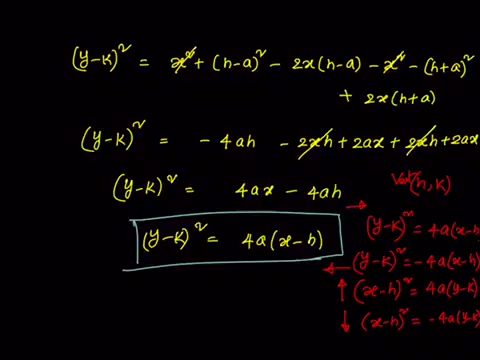 (y-k)² = x² + (h-a)² - 2x(h-a) - x² - (h+a)²
+ 2x(h+a)
(y-k)² = - 4ah - 2xh + 2ax + 2xh + 2ax
(y-k)² = 4ax - 4ah
(y-k)² = 4a(x-h)
(h,k)
→ (y-k)² = 4a(x-h
← (y-k)² = -4a(x-h
↑ (x-h)² = 4a(y-k)
↓ (x-h)² = -4a(y-k)